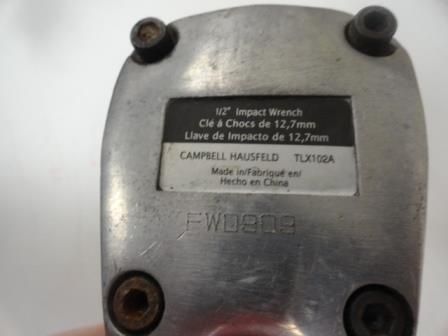 1/2" Impact Wrench
Clé à Chocs de 12,7mm
Llave de Impacto de 12,7mm
CAMPBELL HAUSFELD TLX102A
Made in/Fabriqué en/
Hecho en China
FW0909